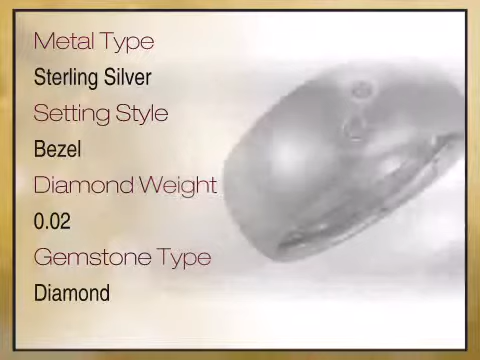 Metal Type
Sterling Silver
Setting Style
Bezel
Diamond Weight
0.02
Gemstone Type
Diamond